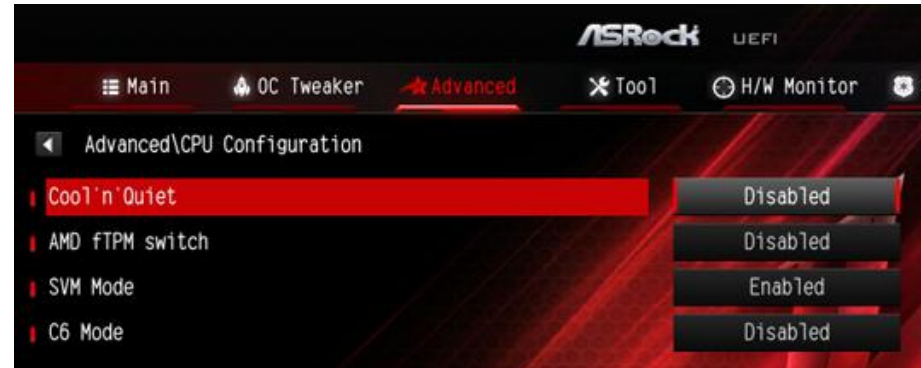 ASRock UEFI
Main OC Tweaker Advanced Tool H/W Monitor
Advanced\CPU Configuration
Cool'n'Quiet Disabled
AMD fTPM switch Disabled
SVM Mode Enabled
C6 Mode Disabled